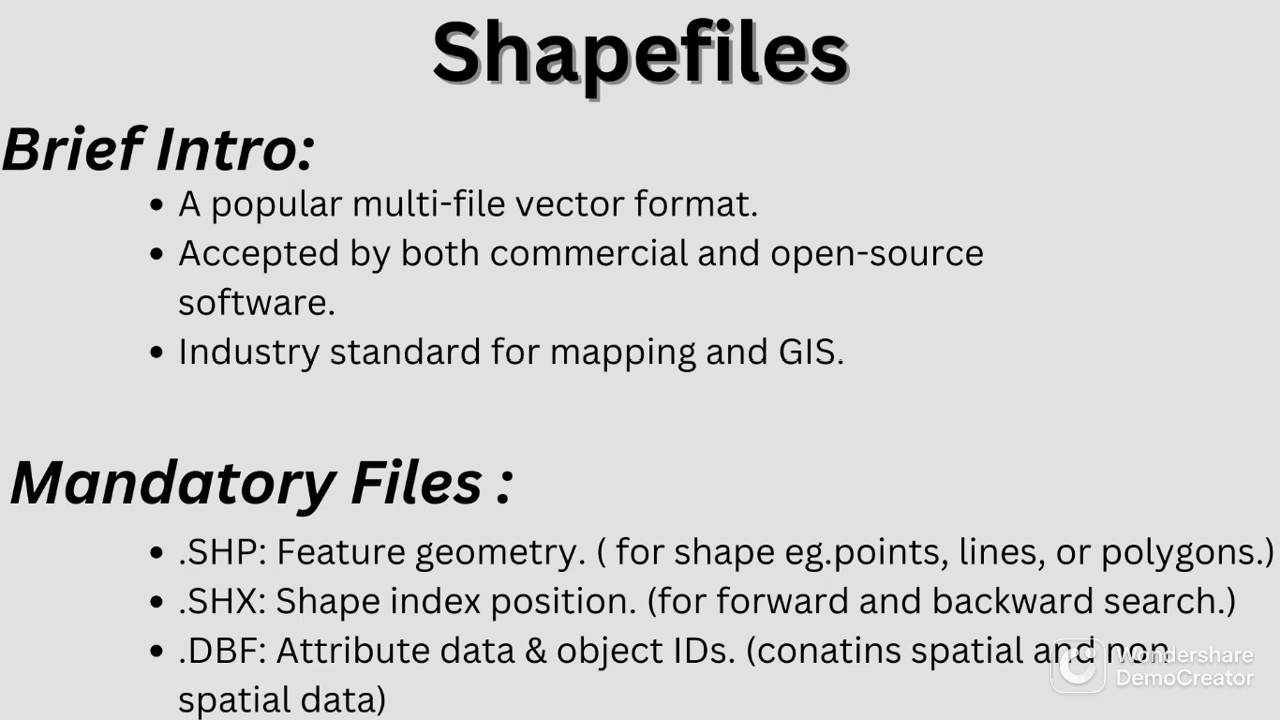 Shapefiles
Brief Intro:
• A popular multi-file vector format.
• Accepted by both commercial and open-source
software.
• Industry standard for mapping and GIS.
Mandatory Files :
• .SHP: Feature geometry. ( for shape eg.points, lines, or polygons.)
• .SHX: Shape index position. (for forward and backward search.)
• .DBF: Attribute data & object IDs. (conatins spatial and non
spatial data)
Wondershare
DemoCreator